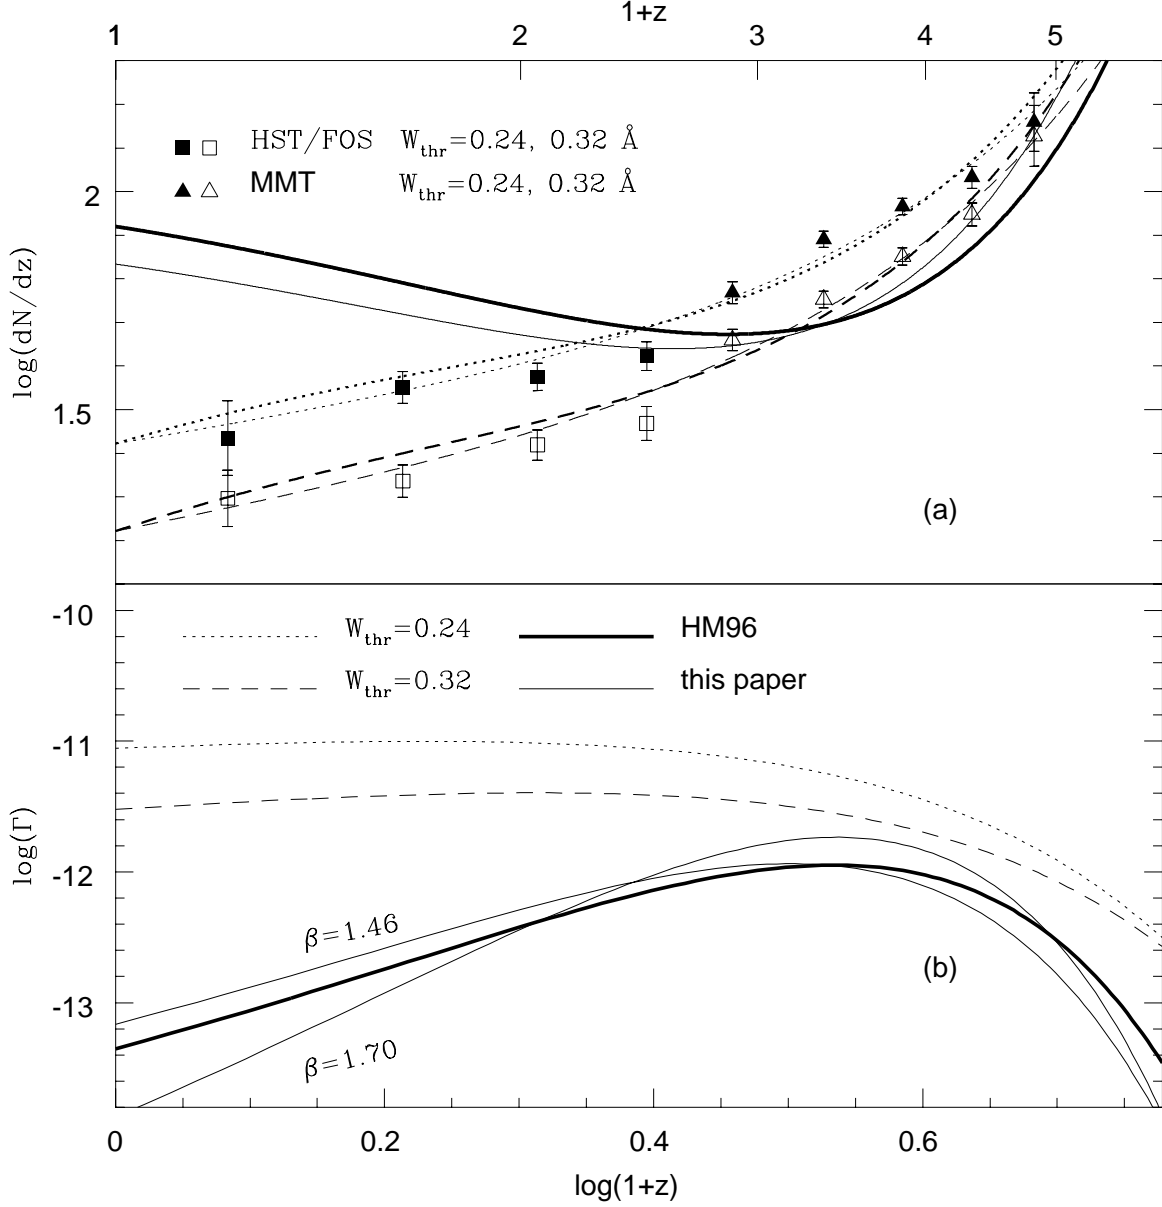 1+z
1 2 3 4 5
HST/FOS W_thr=0.24, 0.32 Å
MMT W_thr=0.24, 0.32 Å
2
1.5
log(dN/dz)
(a)
-10
W_thr=0.24 HM96
W_thr=0.32 this paper
-11
-12
-13
log(Γ)
β=1.46
β=1.70
(b)
0 0.2 0.4 0.6
log(1+z)